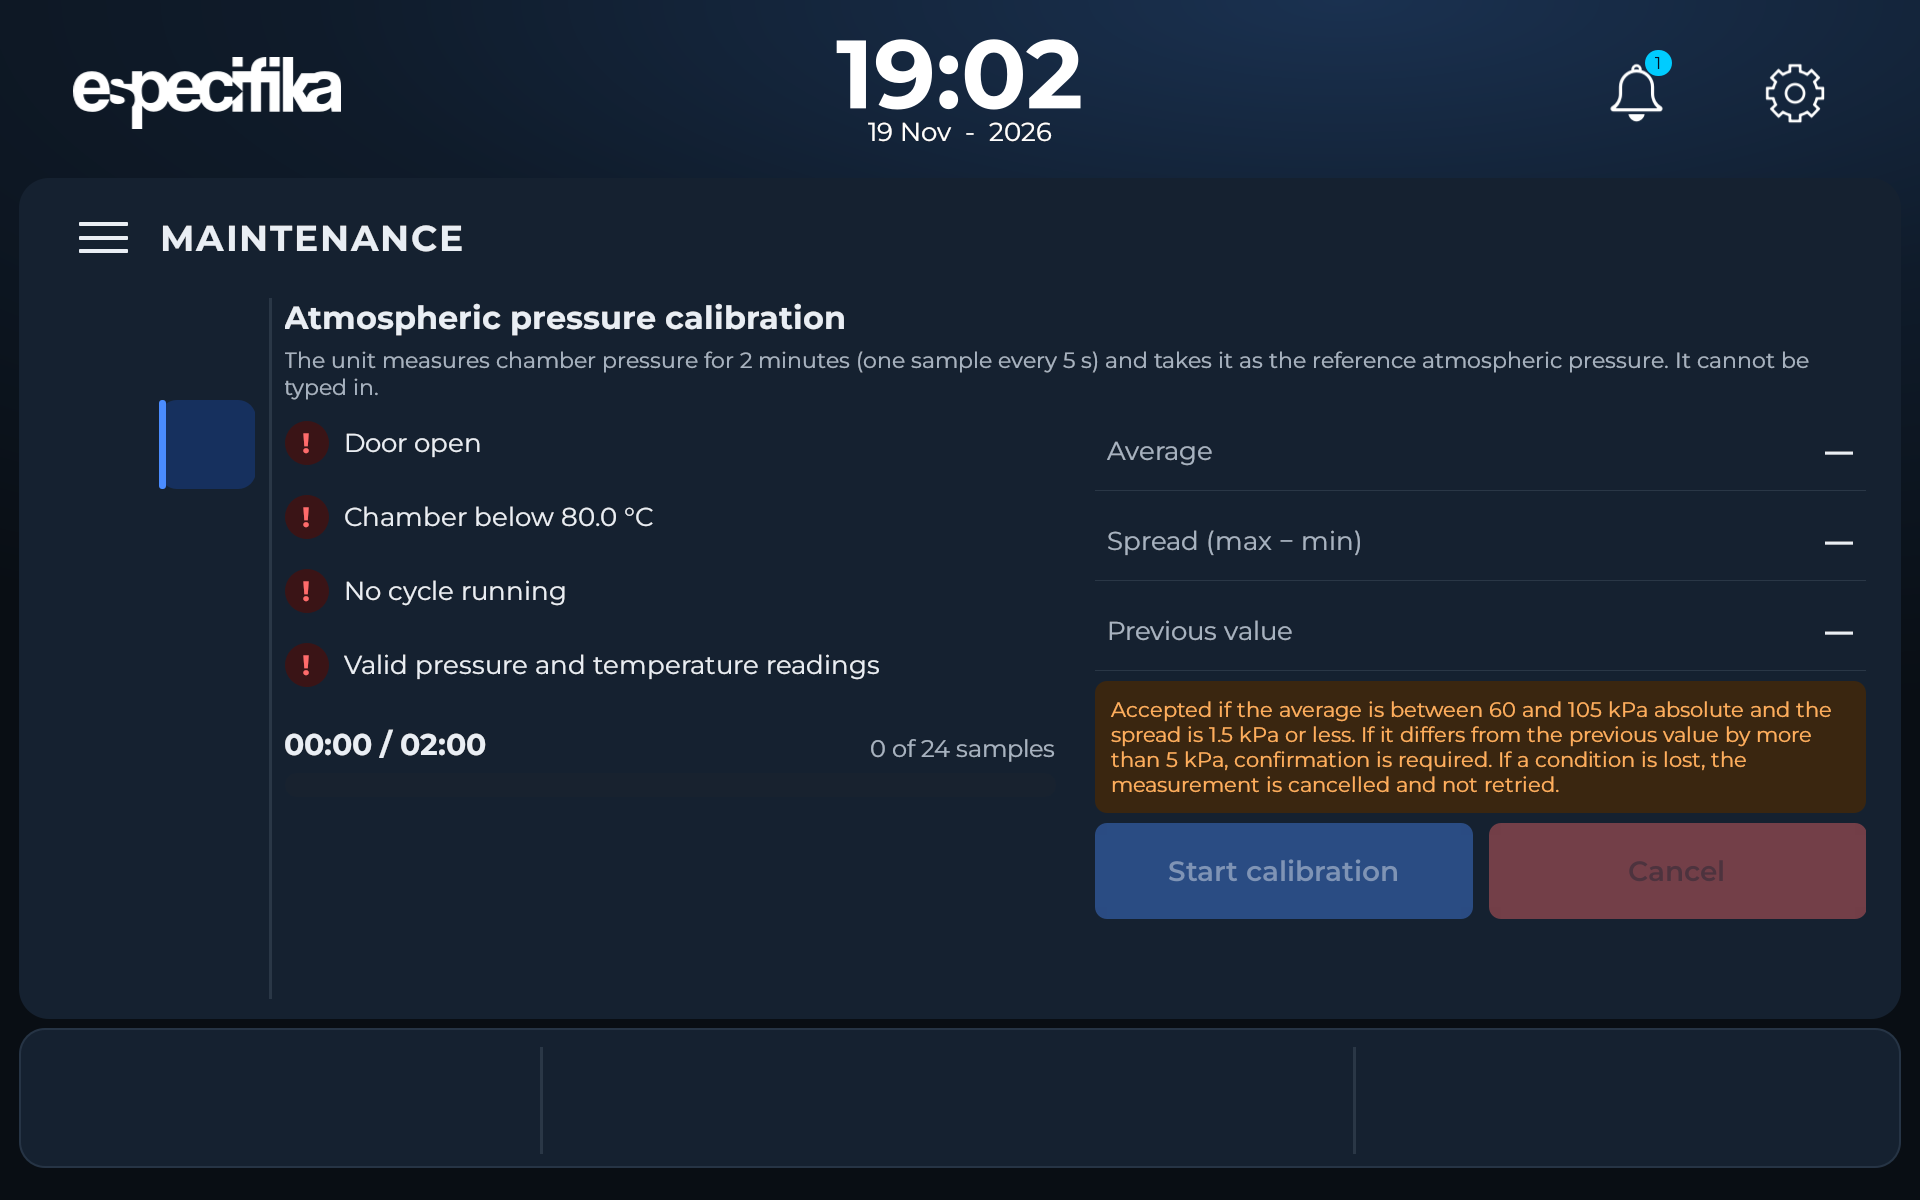 especifika
19:02
19 Nov - 2026
1
MAINTENANCE
Atmospheric pressure calibration
The unit measures chamber pressure for 2 minutes (one sample every 5 s) and takes it as the reference atmospheric pressure. It cannot be
typed in.
! Door open
! Chamber below 80.0 °C
! No cycle running
! Valid pressure and temperature readings
00:00 / 02:00
0 of 24 samples
Average —
Spread (max − min) —
Previous value —
Accepted if the average is between 60 and 105 kPa absolute and the
spread is 1.5 kPa or less. If it differs from the previous value by more
than 5 kPa, confirmation is required. If a condition is lost, the
measurement is cancelled and not retried.
Start calibration
Cancel